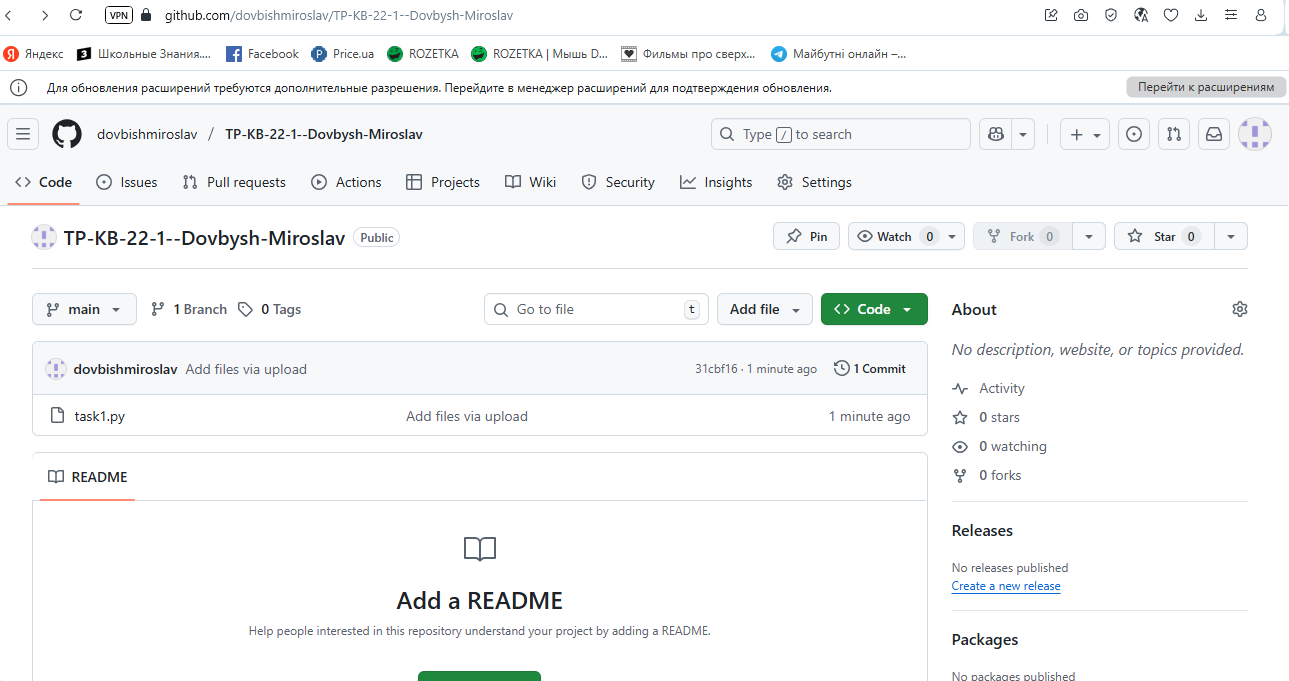 VPN github.com/dovbishmiroslav/TP-KB-22-1--Dovbysh-Miroslav
Яндекс Школьные Знания.... Facebook Price.ua ROZETKA ROZETKA | Мышь D... Фильмы про сверх... Майбутні онлайн –...
Для обновления расширений требуются дополнительные разрешения. Перейдите в менеджер расширений для подтверждения обновления. Перейти к расширениям
dovbishmiroslav / TP-KB-22-1--Dovbysh-Miroslav Type / to search
Code Issues Pull requests Actions Projects Wiki Security Insights Settings
TP-KB-22-1--Dovbysh-Miroslav Public Pin Watch 0 Fork 0 Star 0
main 1 Branch 0 Tags Go to file t Add file Code
About
No description, website, or topics provided.
dovbishmiroslav Add files via upload 31cbf16 · 1 minute ago 1 Commit
task1.py Add files via upload 1 minute ago
Activity
0 stars
0 watching
0 forks
README
Add a README
Help people interested in this repository understand your project by adding a README.
Releases
No releases published
Create a new release
Packages
No packages published